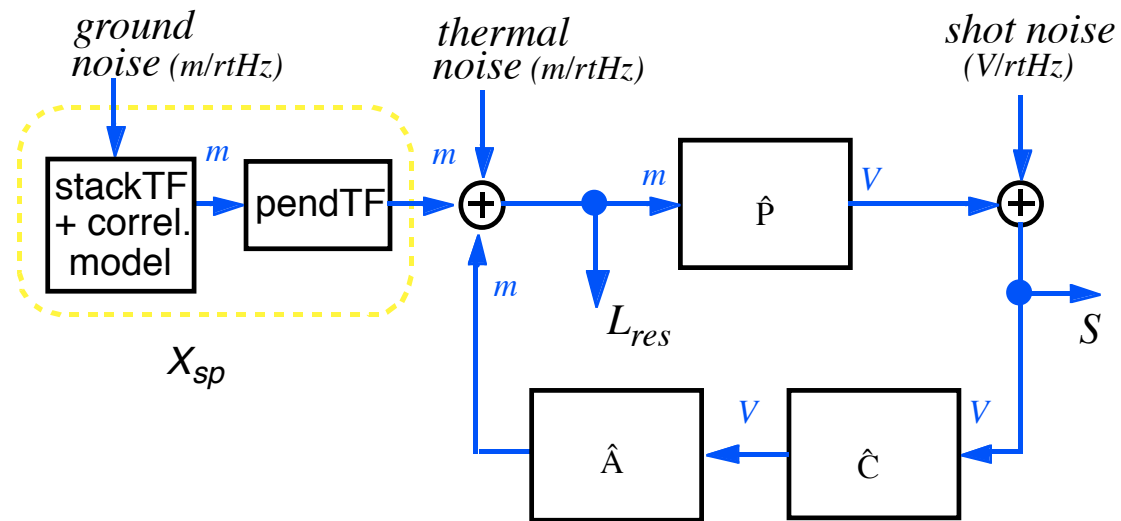 ground
noise (m/rtHz)
thermal
noise (m/rtHz)
shot noise
(V/rtHz)
stackTF
+ correl.
model
m
pendTF
m
+
m
P̂
V
+
m
L_res
S
X_sp
Â
V
Ĉ
V